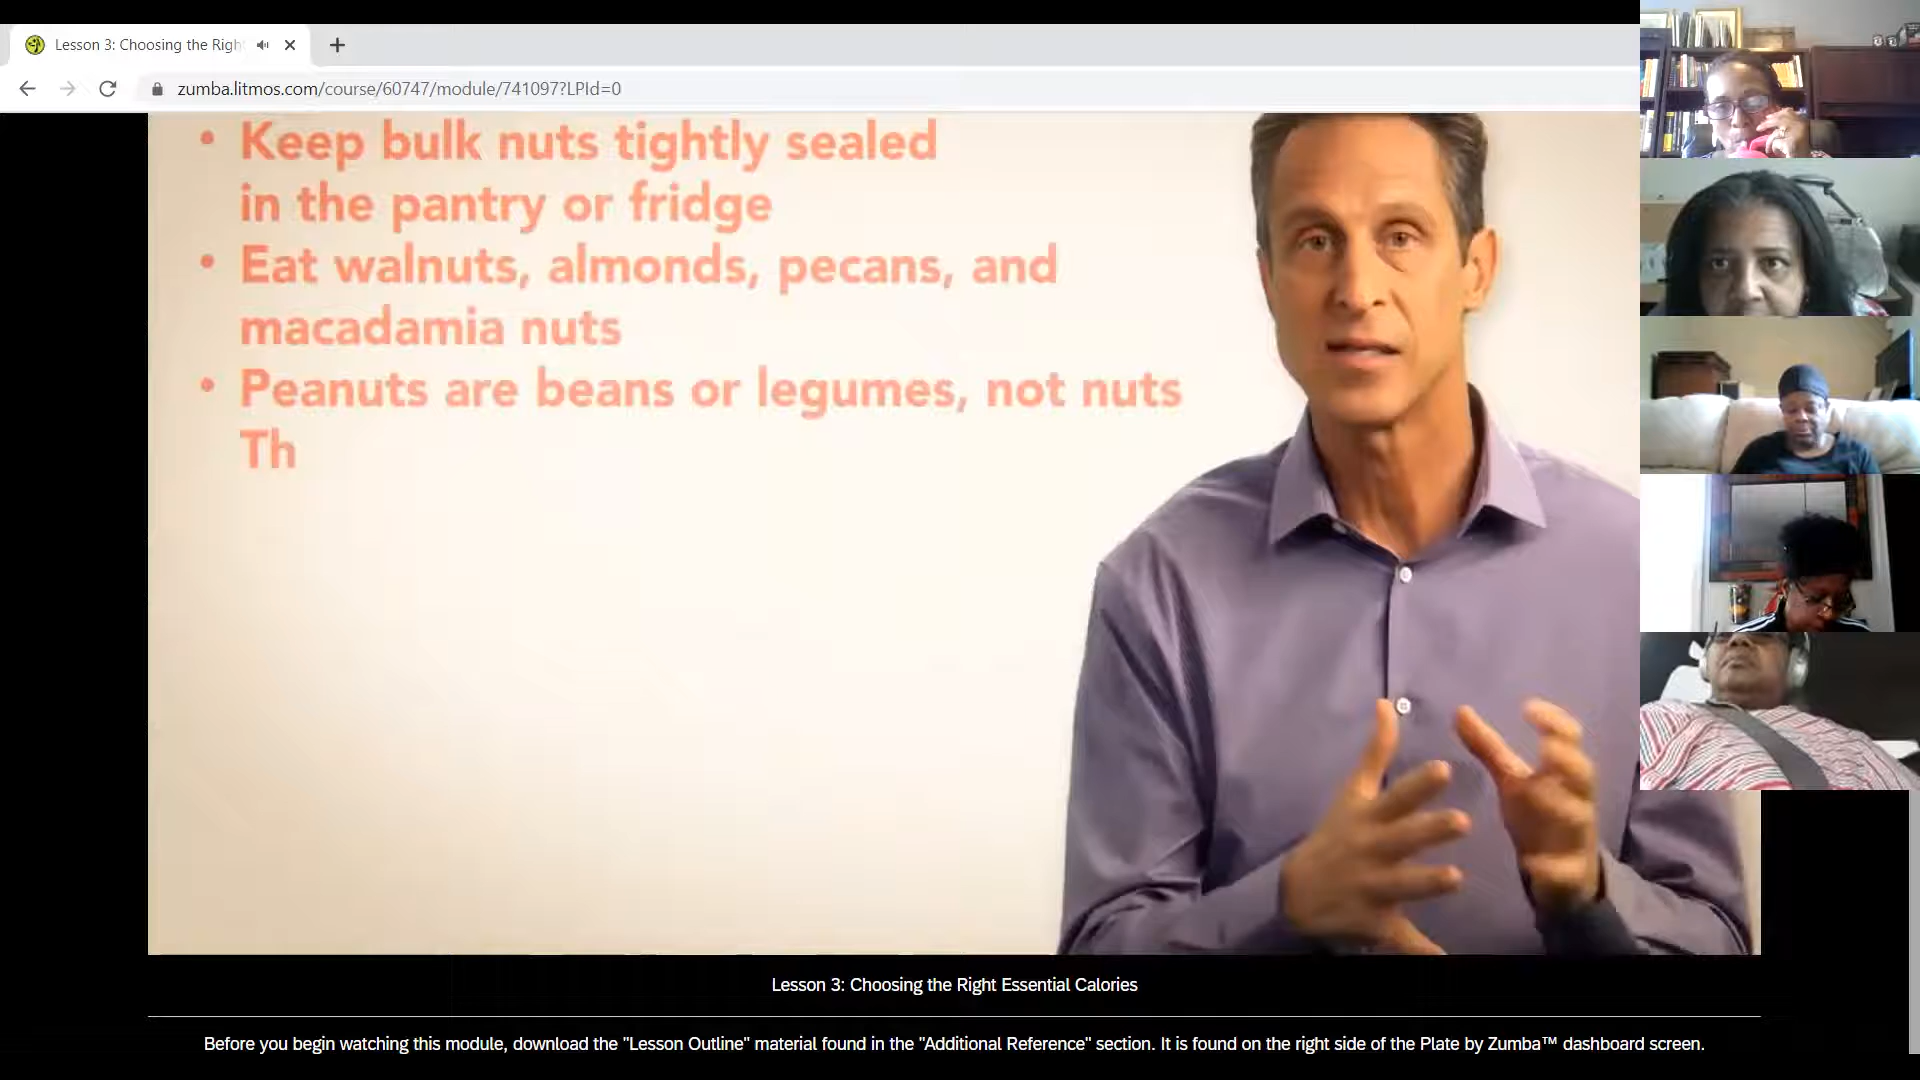 Lesson 3: Choosing the Righ
zumba.litmos.com/course/60747/module/741097?LPId=0
• Keep bulk nuts tightly sealed
in the pantry or fridge
• Eat walnuts, almonds, pecans, and
macadamia nuts
• Peanuts are beans or legumes, not nuts
Th
Lesson 3: Choosing the Right Essential Calories
Before you begin watching this module, download the "Lesson Outline" material found in the "Additional Reference" section. It is found on the right side of the Plate by Zumba™ dashboard screen.